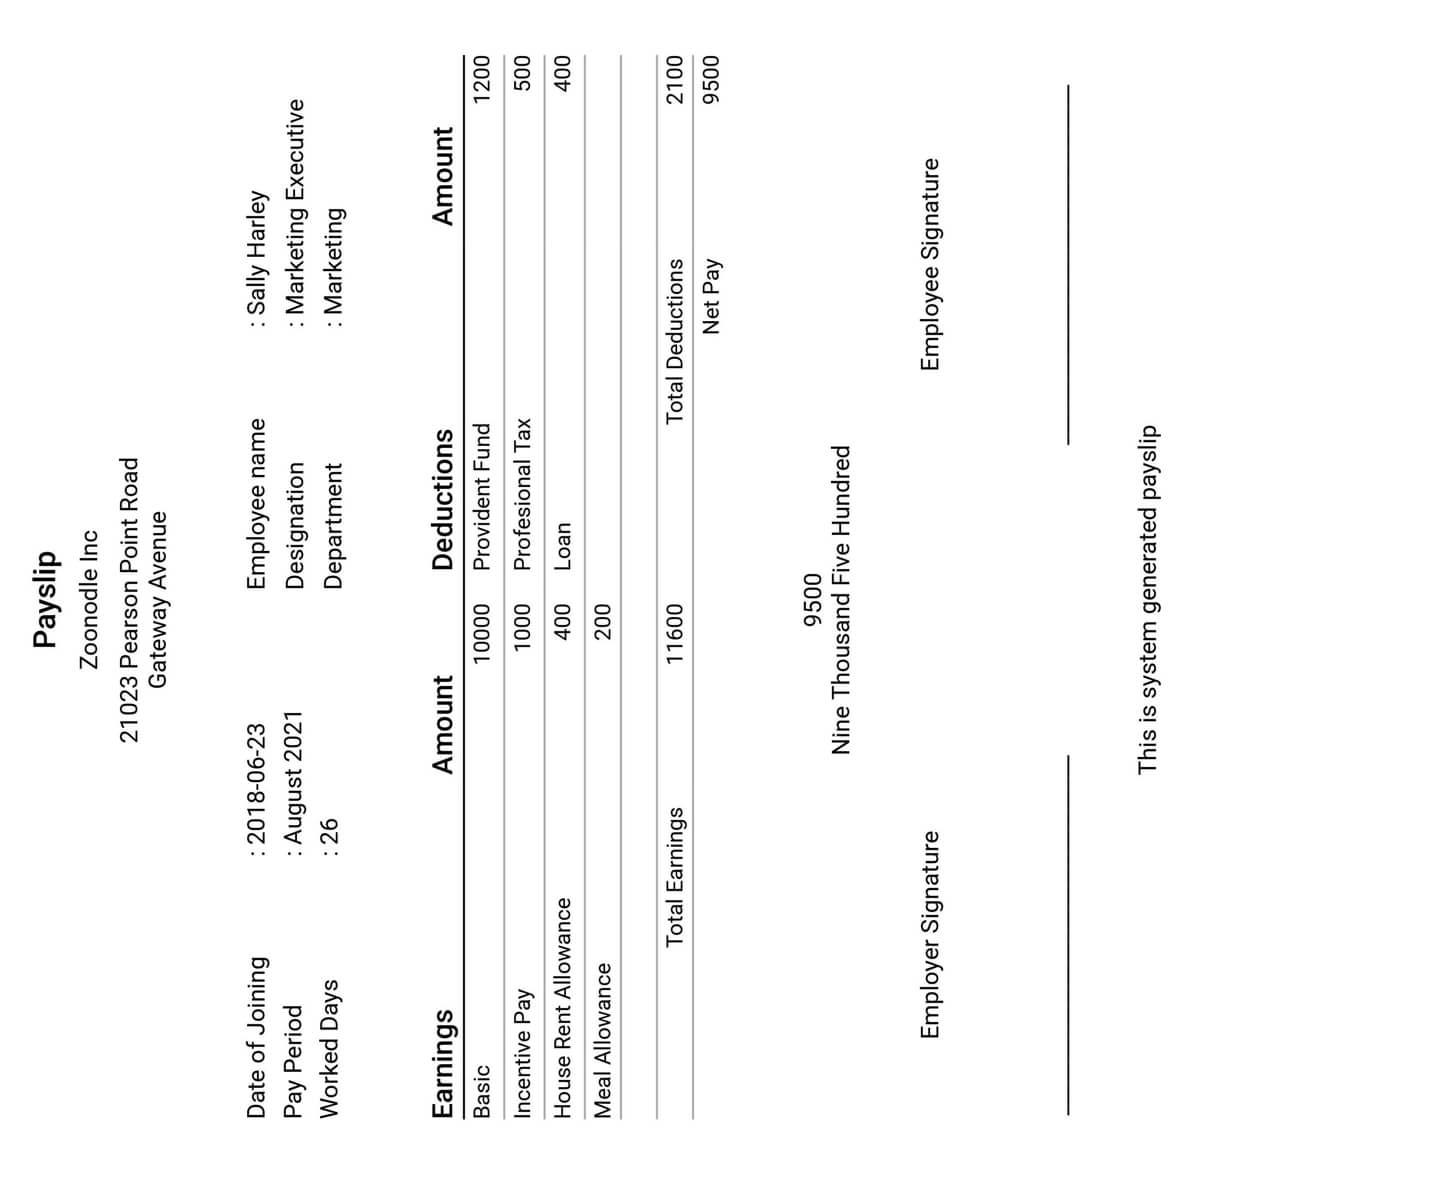 Payslip
Zoonodle Inc
21023 Pearson Point Road
Gateway Avenue
Date of Joining : 2018-06-23 Employee name : Sally Harley
Pay Period : August 2021 Designation : Marketing Executive
Worked Days : 26 Department : Marketing
Earnings Amount Deductions Amount
Basic 10000 Provident Fund 1200
Incentive Pay 1000 Profesional Tax 500
House Rent Allowance 400 Loan 400
Meal Allowance 200
Total Earnings 11600 Total Deductions 2100
Net Pay 9500
9500
Nine Thousand Five Hundred
Employer Signature Employee Signature
This is system generated payslip